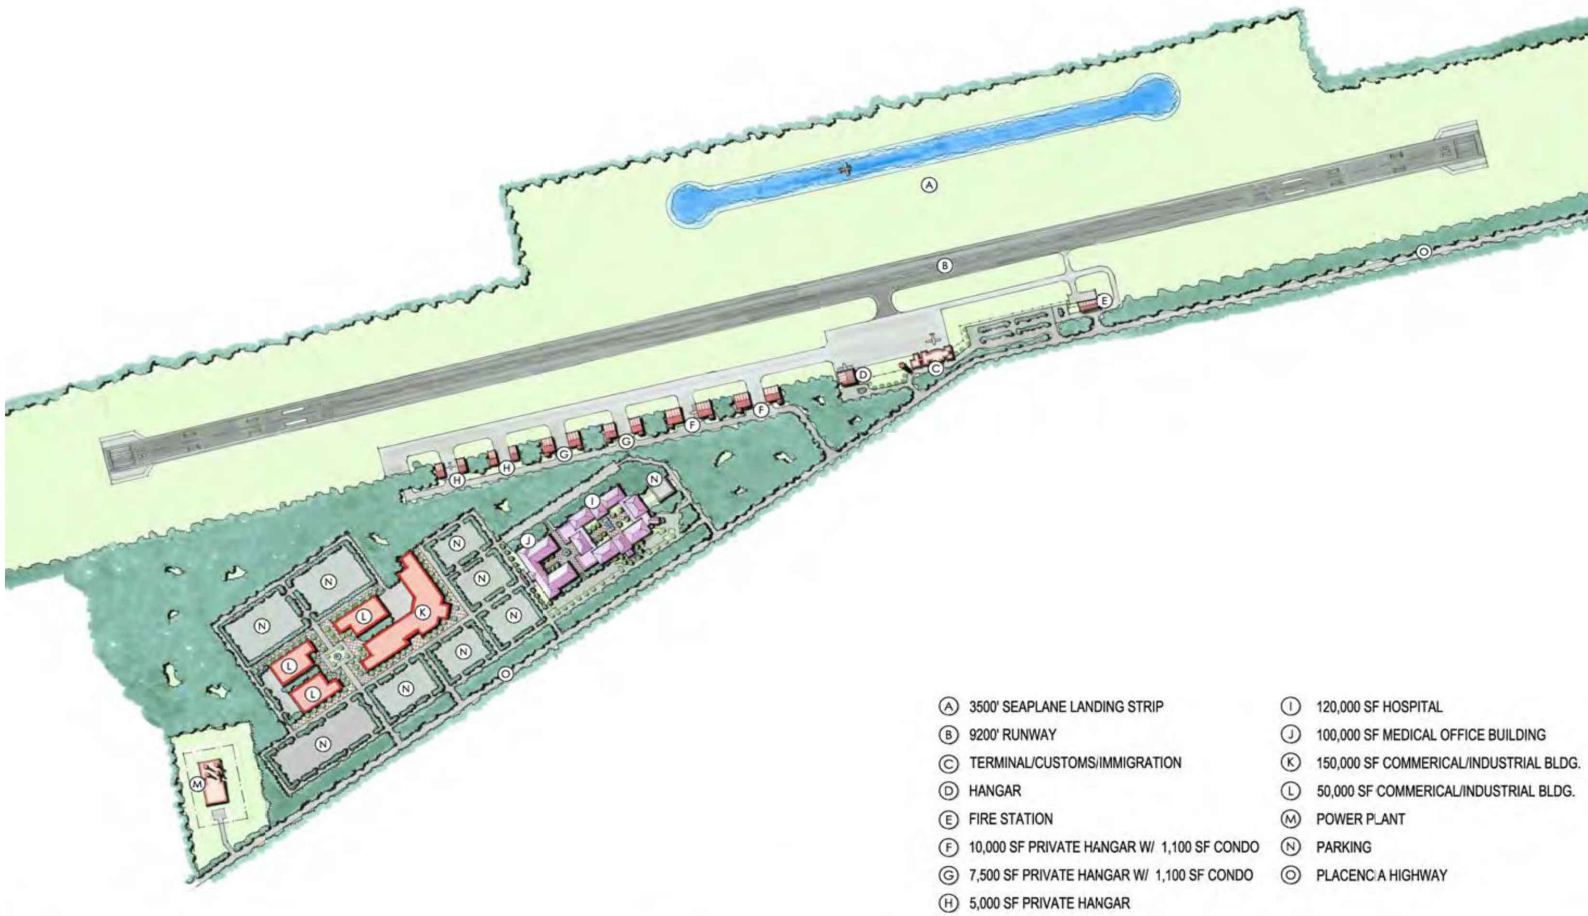 A
B
O
E
D
C
F
F
G
G
H
H
N
I
J
N
N
N
N
N
N
N
N
K
L
L
L
O
M
A 3500' SEAPLANE LANDING STRIP
B 9200' RUNWAY
C TERMINAL/CUSTOMS/IMMIGRATION
D HANGAR
E FIRE STATION
F 10,000 SF PRIVATE HANGAR W/ 1,100 SF CONDO
G 7,500 SF PRIVATE HANGAR W/ 1,100 SF CONDO
H 5,000 SF PRIVATE HANGAR
I 120,000 SF HOSPITAL
J 100,000 SF MEDICAL OFFICE BUILDING
K 150,000 SF COMMERICAL/INDUSTRIAL BLDG.
L 50,000 SF COMMERICAL/INDUSTRIAL BLDG.
M POWER PLANT
N PARKING
O PLACENCIA HIGHWAY